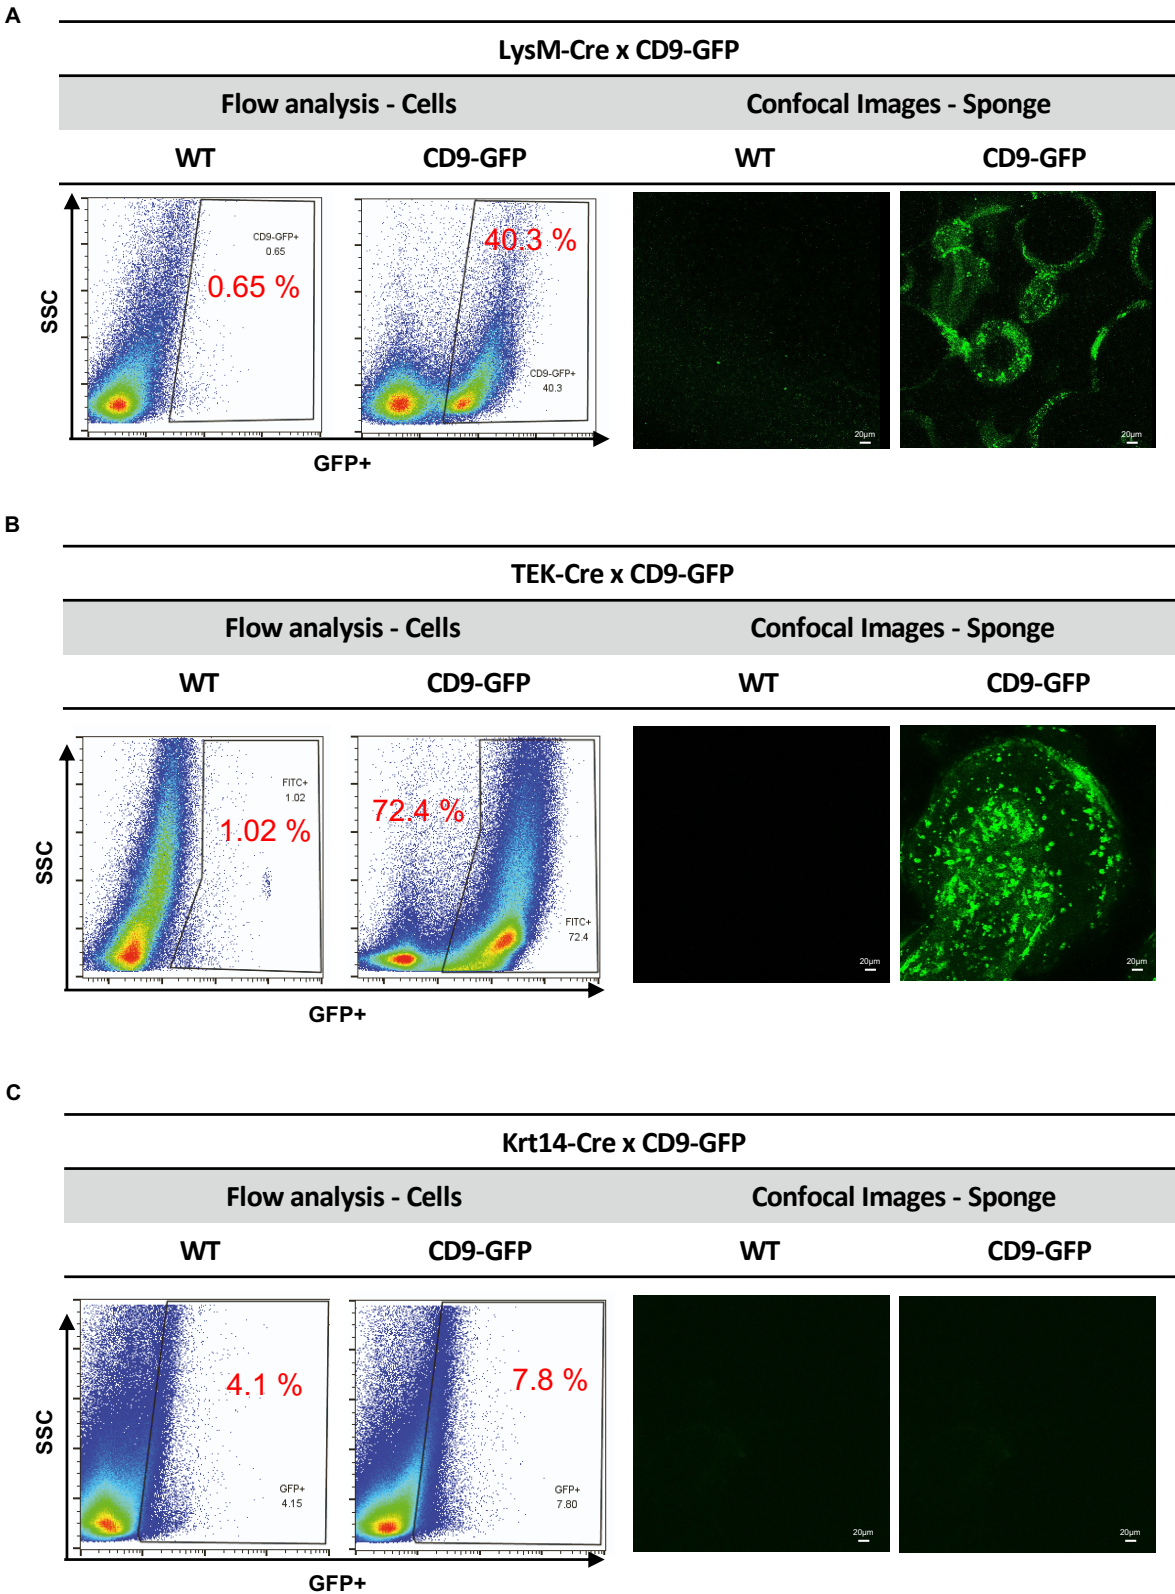 A
LysM-Cre x CD9-GFP
Flow analysis - Cells
Confocal Images - Sponge
WT
CD9-GFP
WT
CD9-GFP
SSC
CD9-GFP+
0.65
0.65 %
40.3 %
CD9-GFP+
40.3
20µm
20µm
GFP+
B
TEK-Cre x CD9-GFP
Flow analysis - Cells
Confocal Images - Sponge
WT
CD9-GFP
WT
CD9-GFP
SSC
FITC+
1.02
1.02 %
72.4 %
FITC+
72.4
20µm
20µm
GFP+
C
Krt14-Cre x CD9-GFP
Flow analysis - Cells
Confocal Images - Sponge
WT
CD9-GFP
WT
CD9-GFP
SSC
4.1 %
GFP+
4.15
7.8 %
GFP+
7.80
20µm
20µm
GFP+